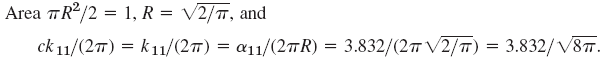 Area πR²/2 = 1, R = √2/π, and
ck₁₁/(2π) = k₁₁/(2π) = α₁₁/(2πR) = 3.832/(2π√2/π) = 3.832/√8π.